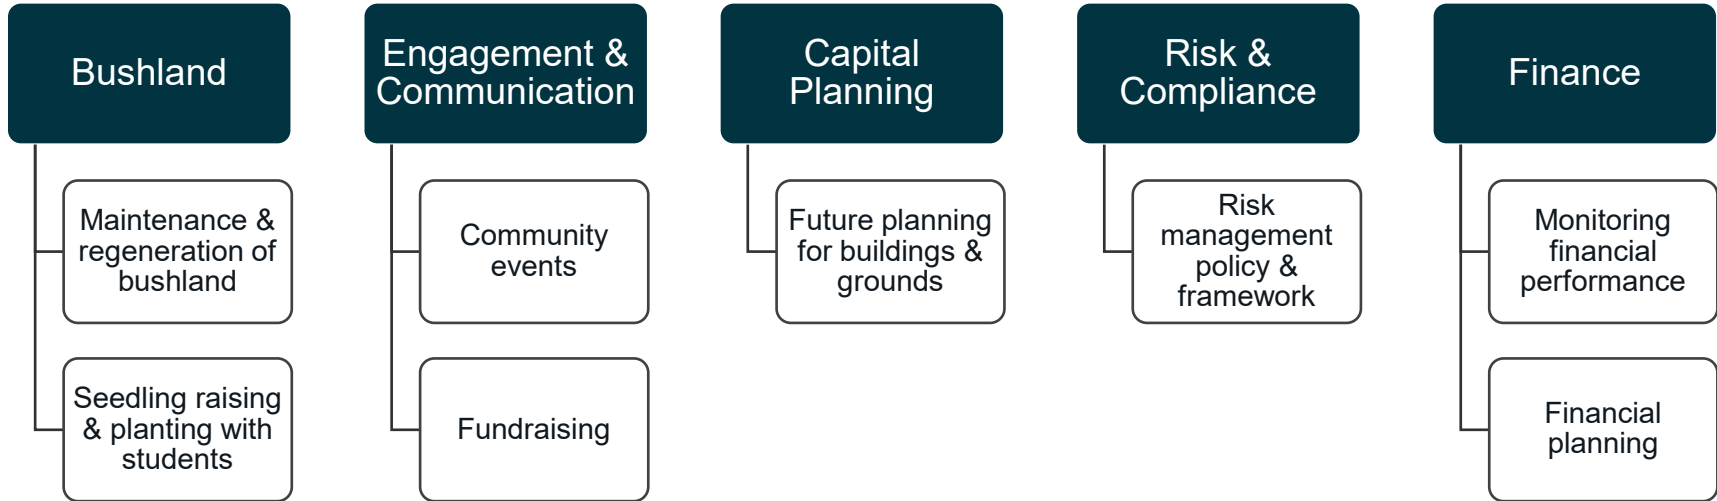 Bushland
Maintenance &
regeneration of
bushland
Seedling raising
& planting with
students
Engagement &
Communication
Community
events
Fundraising
Capital
Planning
Future planning
for buildings &
grounds
Risk &
Compliance
Risk
management
policy &
framework
Finance
Monitoring
financial
performance
Financial
planning